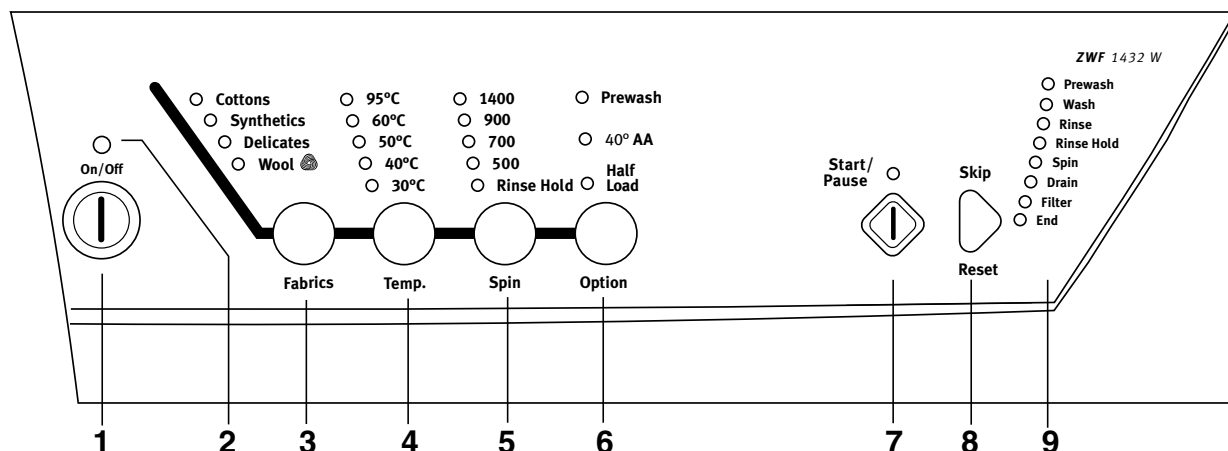 ZWF 1432 W
On/Off
Cottons
Synthetics
Delicates
Wool
95°C
60°C
50°C
40°C
30°C
1400
900
700
500
Rinse Hold
Prewash
40° AA
Half
Load
Fabrics
Temp.
Spin
Option
Start/
Pause
Skip
Reset
Prewash
Wash
Rinse
Rinse Hold
Spin
Drain
Filter
End
1 2 3 4 5 6 7 8 9